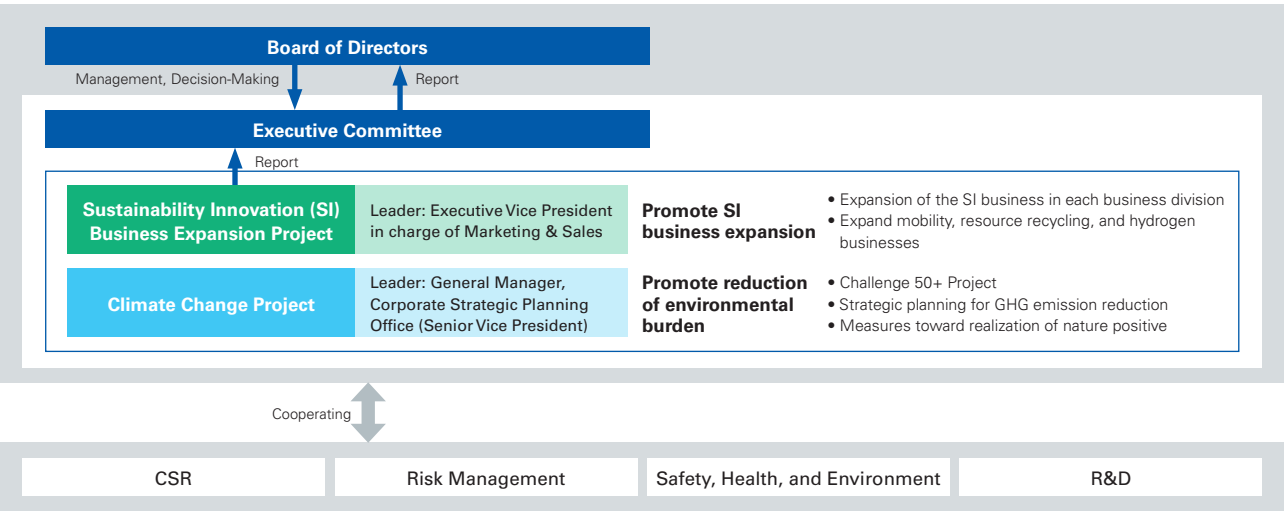 Board of Directors
Management, Decision-Making
Report
Executive Committee
Report
Sustainability Innovation (SI)
Business Expansion Project
Leader: Executive Vice President
in charge of Marketing & Sales
Promote SI
business expansion
• Expansion of the SI business in each business division
• Expand mobility, resource recycling, and hydrogen
businesses
Climate Change Project
Leader: General Manager,
Corporate Strategic Planning
Office (Senior Vice President)
Promote reduction
of environmental
burden
• Challenge 50+ Project
• Strategic planning for GHG emission reduction
• Measures toward realization of nature positive
Cooperating
CSR
Risk Management
Safety, Health, and Environment
R&D